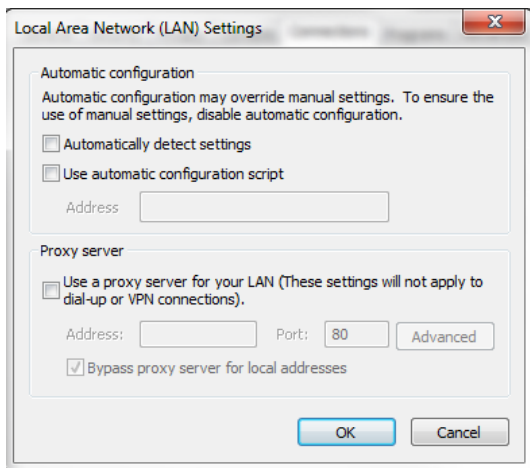 Local Area Network (LAN) Settings
Connections
Automatic configuration
Automatic configuration may override manual settings. To ensure the
use of manual settings, disable automatic configuration.
Automatically detect settings
Use automatic configuration script
Address
Proxy server
Use a proxy server for your LAN (These settings will not apply to
dial-up or VPN connections).
Address:
Port:
80
Advanced
Bypass proxy server for local addresses
OK
Cancel